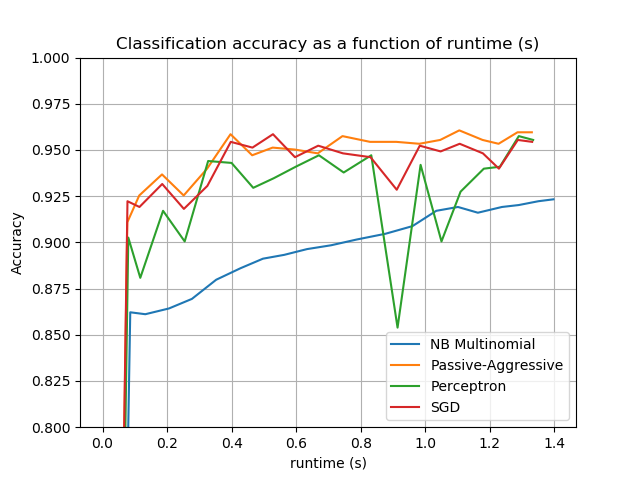 Classification accuracy as a function of runtime (s)
1.000
0.975
0.950
0.925
0.900
0.875
0.850
0.825
0.800
Accuracy
NB Multinomial
Passive-Aggressive
Perceptron
SGD
0.0 0.2 0.4 0.6 0.8 1.0 1.2 1.4
runtime (s)